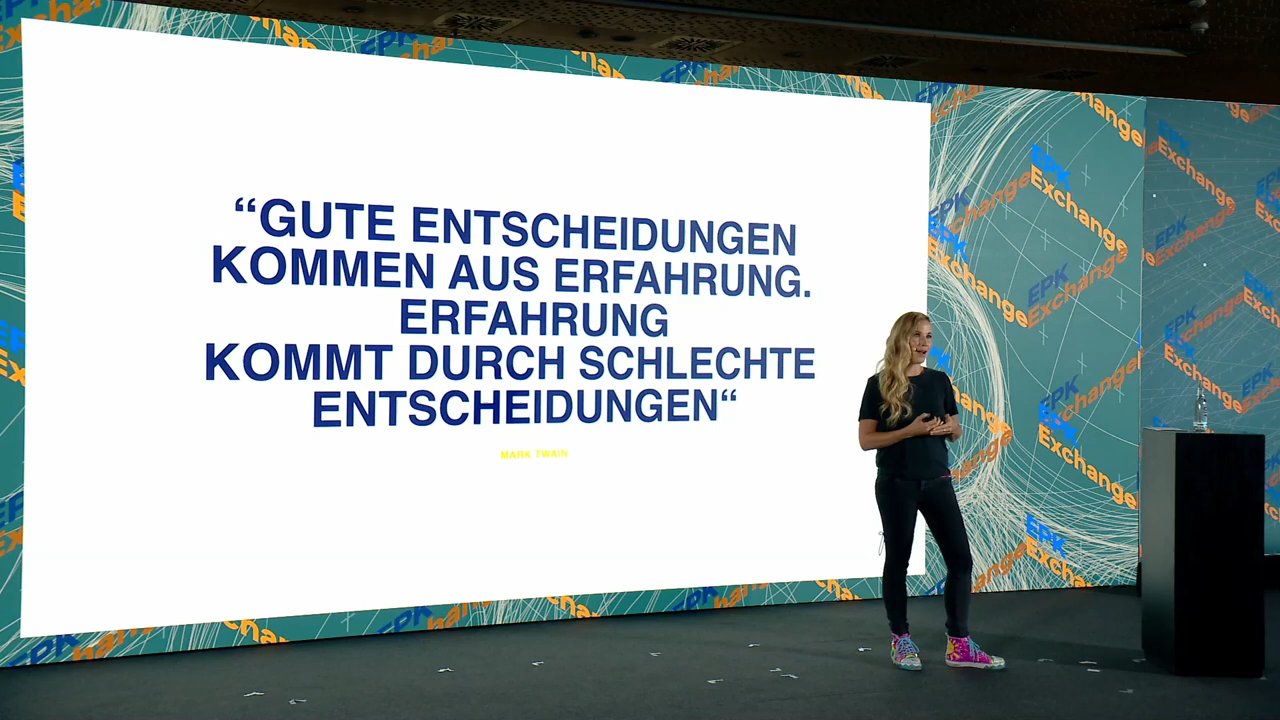 “GUTE ENTSCHEIDUNGEN
KOMMEN AUS ERFAHRUNG.
ERFAHRUNG
KOMMT DURCH SCHLECHTE
ENTSCHEIDUNGEN“
MARK TWAIN
EPK
Exchange